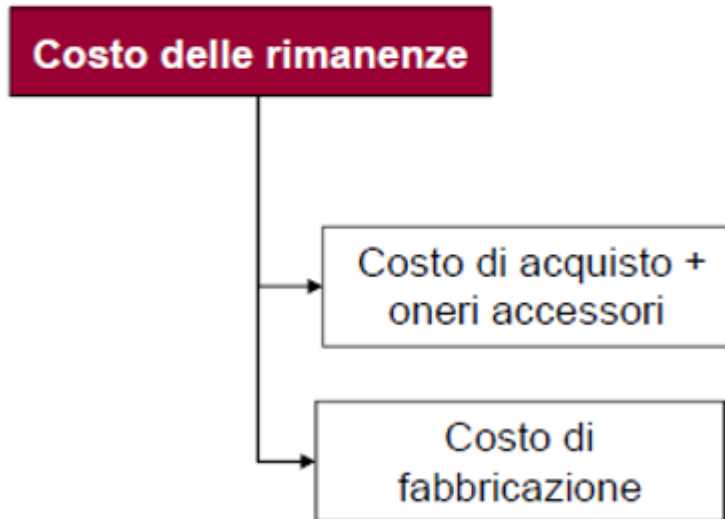 Costo delle rimanenze
Costo di acquisto +
oneri accessori
Costo di
fabbricazione